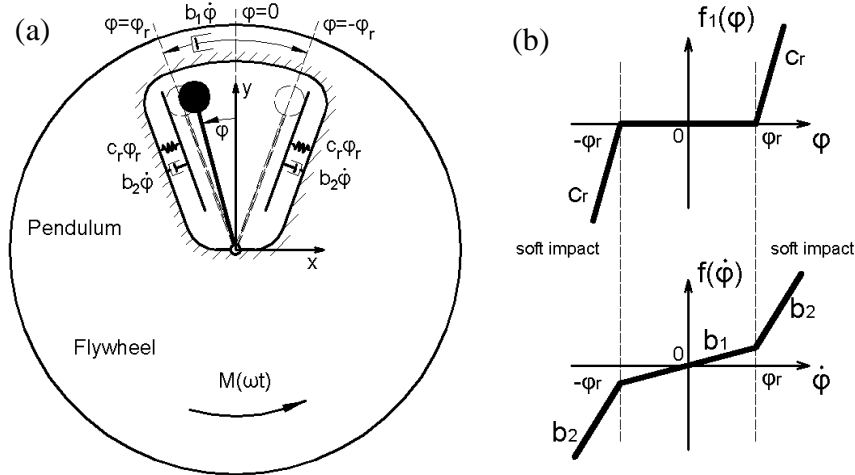 (a)
φ=φr
b₁φ̇
φ=0
φ=-φr
y
φ
crφr
b₂φ̇
crφr
b₂φ̇
x
Pendulum
Flywheel
M(ωt)
(b)
f₁(φ)
cr
-φr
0
φr
φ
cr
soft impact
soft impact
f(φ̇)
b₂
b₁
0
-φr
φr
φ̇
b₂